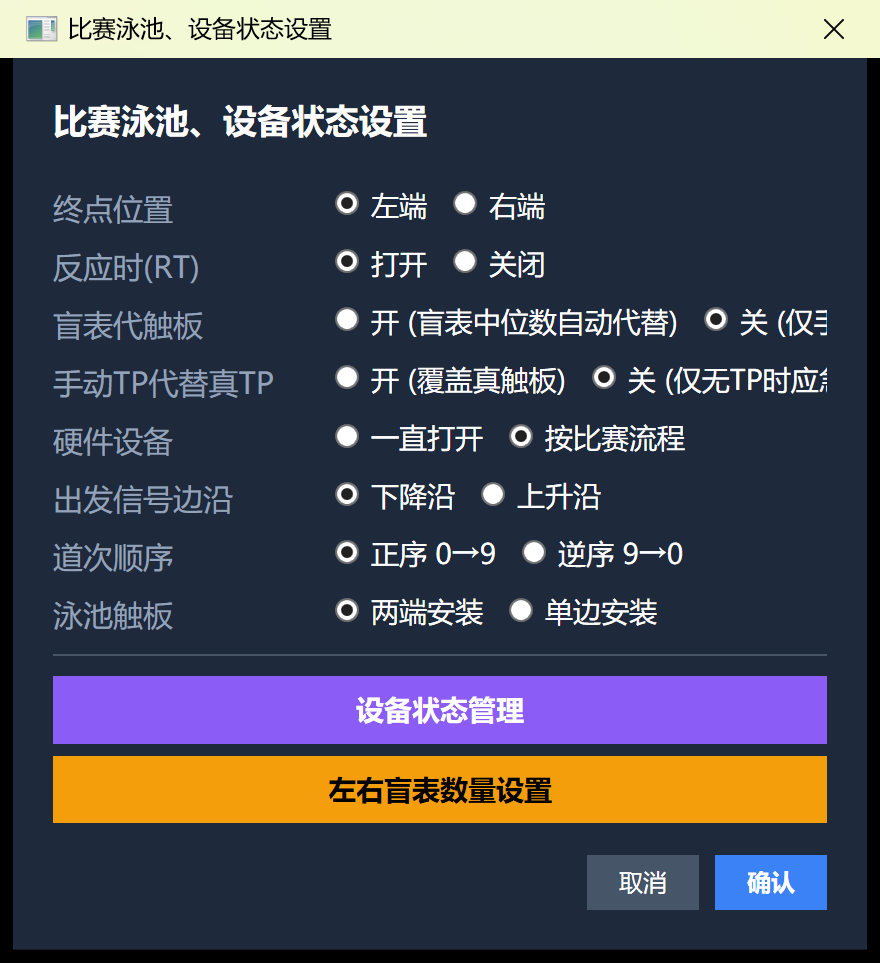 比赛泳池、设备状态设置
比赛泳池、设备状态设置
终点位置 左端 右端
反应时(RT) 打开 关闭
盲表代触板 开 (盲表中位数自动代替) 关 (仅手
手动TP代替真TP 开 (覆盖真触板) 关 (仅无TP时应急
硬件设备 一直打开 按比赛流程
出发信号边沿 下降沿 上升沿
道次顺序 正序 0→9 逆序 9→0
泳池触板 两端安装 单边安装
设备状态管理
左右盲表数量设置
取消 确认